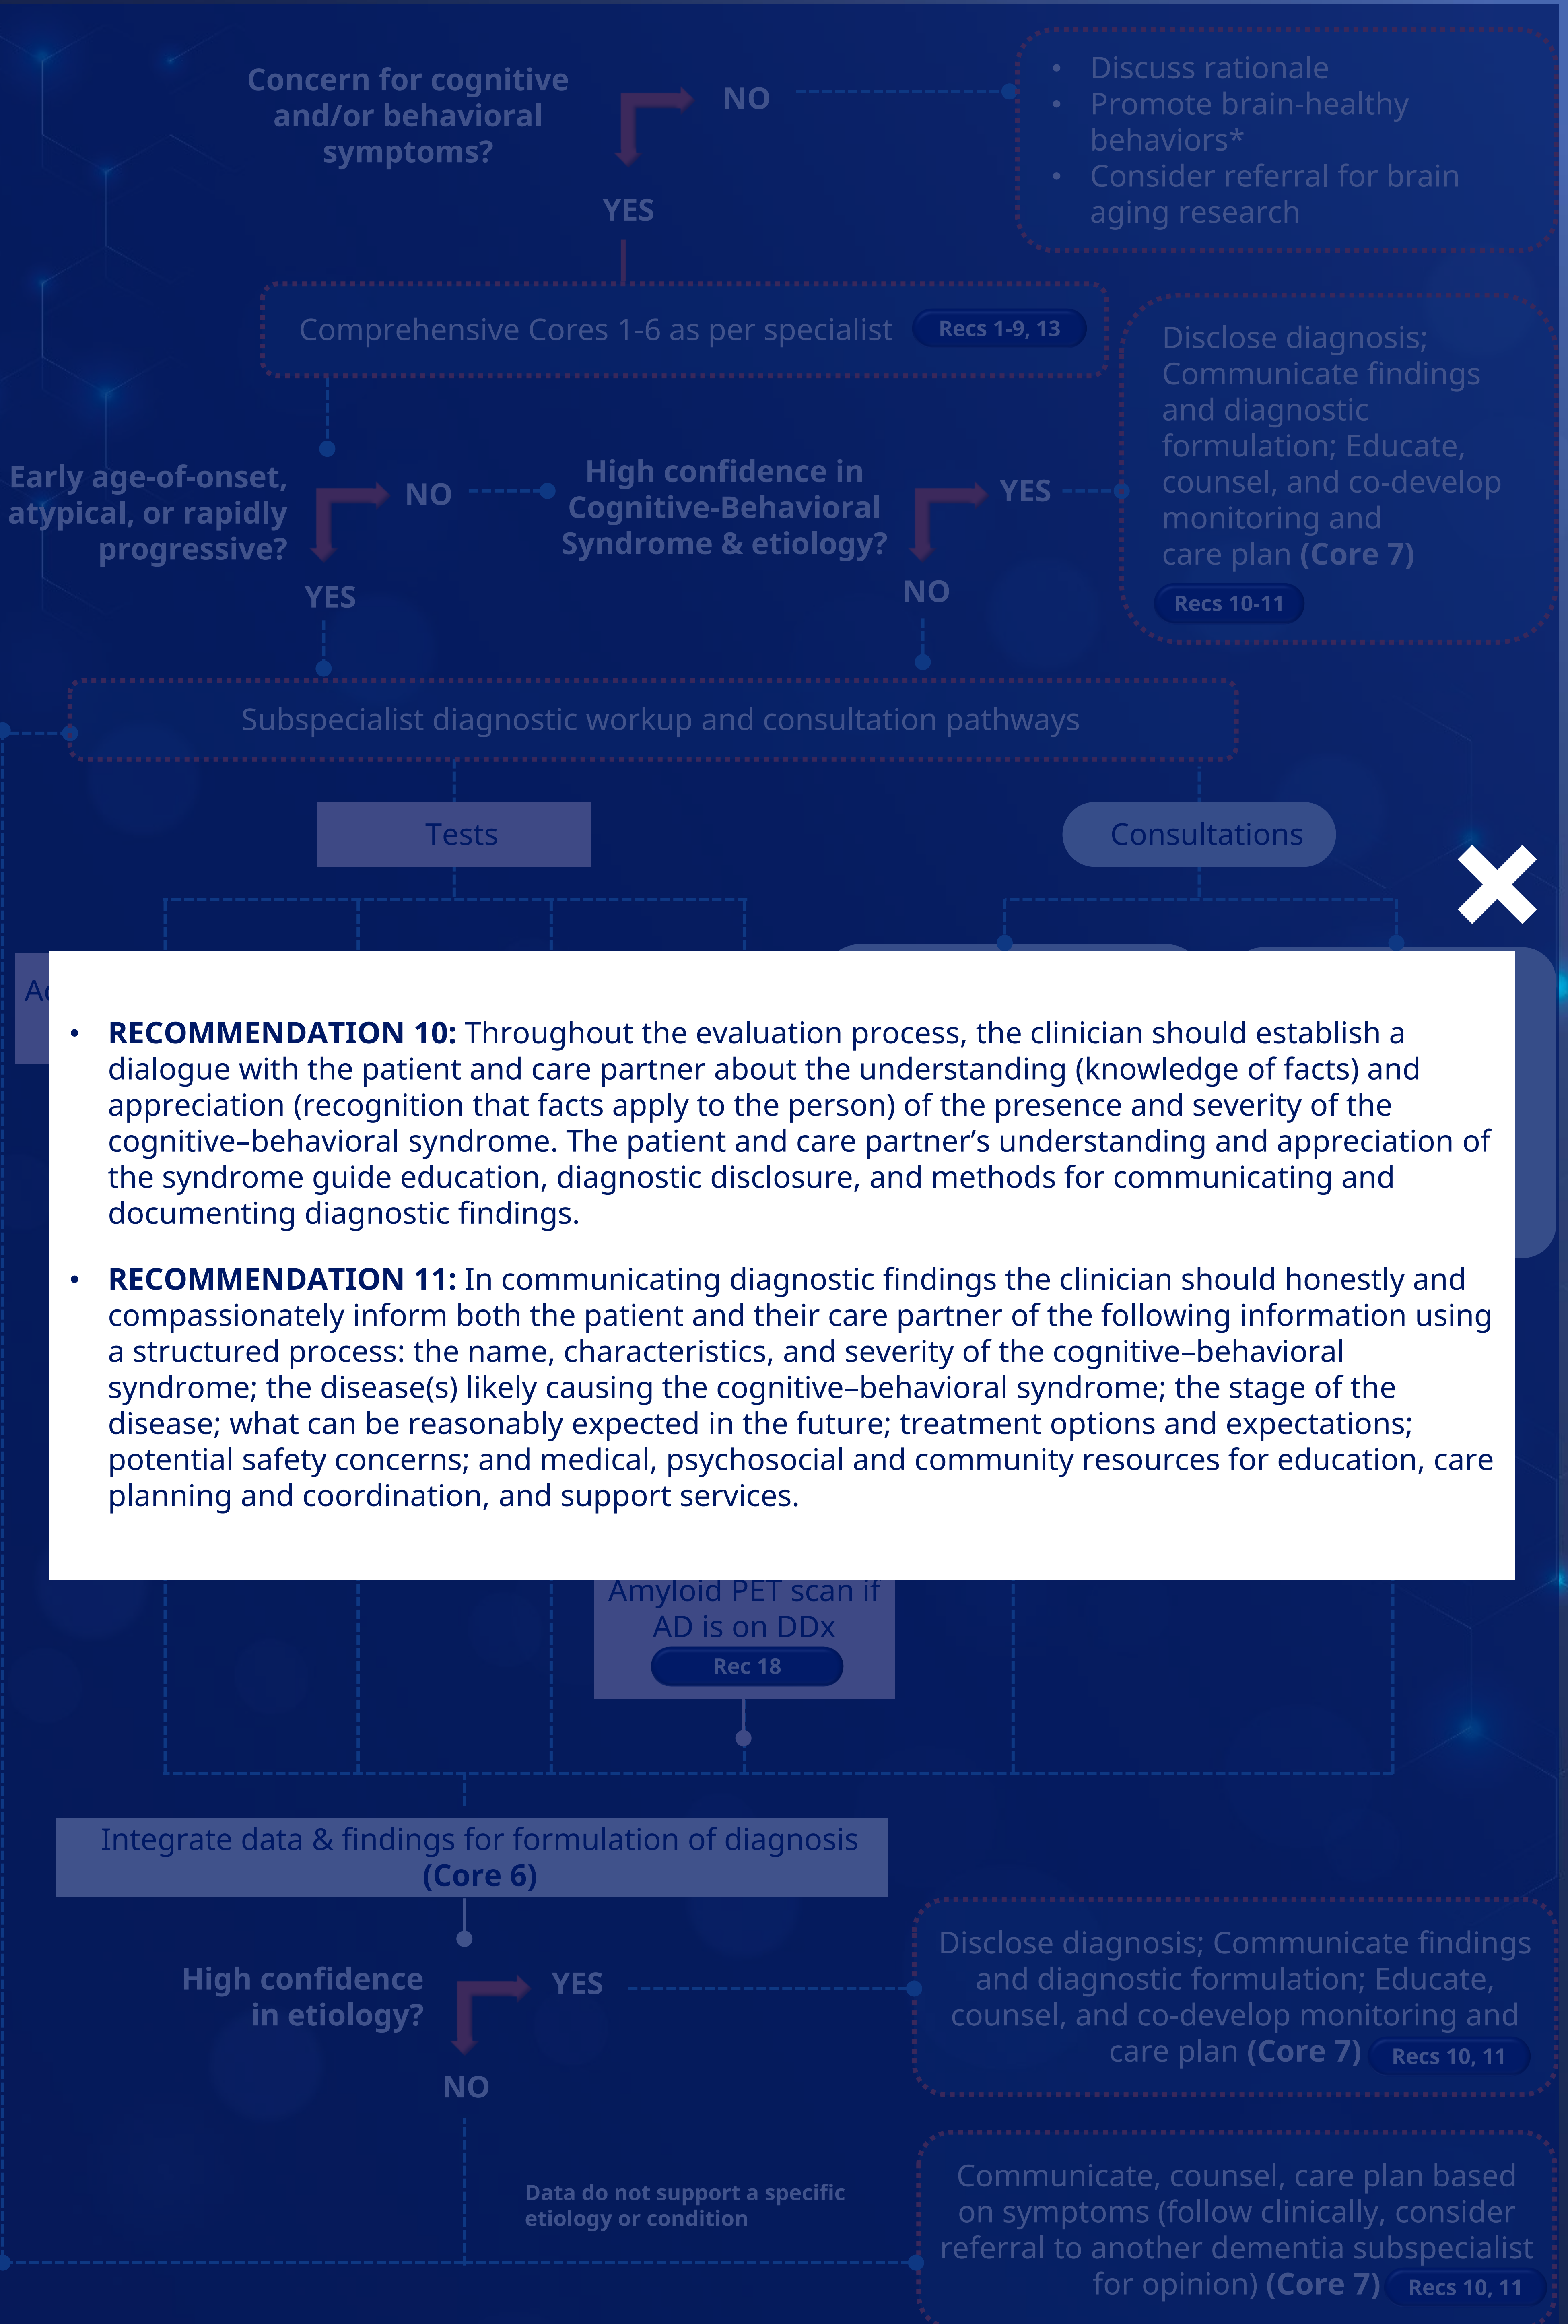 Concern for cognitive
and/or behavioral
symptoms?
NO
• Discuss rationale
• Promote brain-healthy
behaviors*
• Consider referral for brain
aging research
YES
Comprehensive Cores 1-6 as per specialist
Recs 1-9, 13
Disclose diagnosis;
Communicate findings
and diagnostic
formulation; Educate,
counsel, and co-develop
monitoring and
care plan (Core 7)
Recs 10-11
Early age-of-onset,
atypical, or rapidly
progressive?
NO
High confidence in
Cognitive-Behavioral
Syndrome & etiology?
YES
YES
NO
Subspecialist diagnostic workup and consultation pathways
Tests
Consultations
• RECOMMENDATION 10: Throughout the evaluation process, the clinician should establish a
dialogue with the patient and care partner about the understanding (knowledge of facts) and
appreciation (recognition that facts apply to the person) of the presence and severity of the
cognitive–behavioral syndrome. The patient and care partner’s understanding and appreciation of
the syndrome guide education, diagnostic disclosure, and methods for communicating and
documenting diagnostic findings.
• RECOMMENDATION 11: In communicating diagnostic findings the clinician should honestly and
compassionately inform both the patient and their care partner of the following information using
a structured process: the name, characteristics, and severity of the cognitive–behavioral
syndrome; the disease(s) likely causing the cognitive–behavioral syndrome; the stage of the
disease; what can be reasonably expected in the future; treatment options and expectations;
potential safety concerns; and medical, psychosocial and community resources for education, care
planning and coordination, and support services.
Amyloid PET scan if
AD is on DDx
Rec 18
Integrate data & findings for formulation of diagnosis
(Core 6)
High confidence
in etiology?
YES
NO
Disclose diagnosis; Communicate findings
and diagnostic formulation; Educate,
counsel, and co-develop monitoring and
care plan (Core 7)
Recs 10, 11
Data do not support a specific
etiology or condition
Communicate, counsel, care plan based
on symptoms (follow clinically, consider
referral to another dementia subspecialist
for opinion) (Core 7)
Recs 10, 11